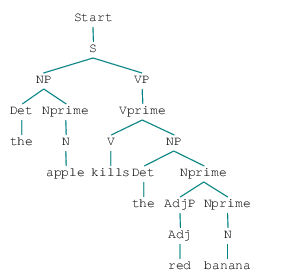 Start
S
NP VP
Det Nprime Vprime
the N V NP
apple kills Det Nprime
the AdjP Nprime
Adj N
red banana